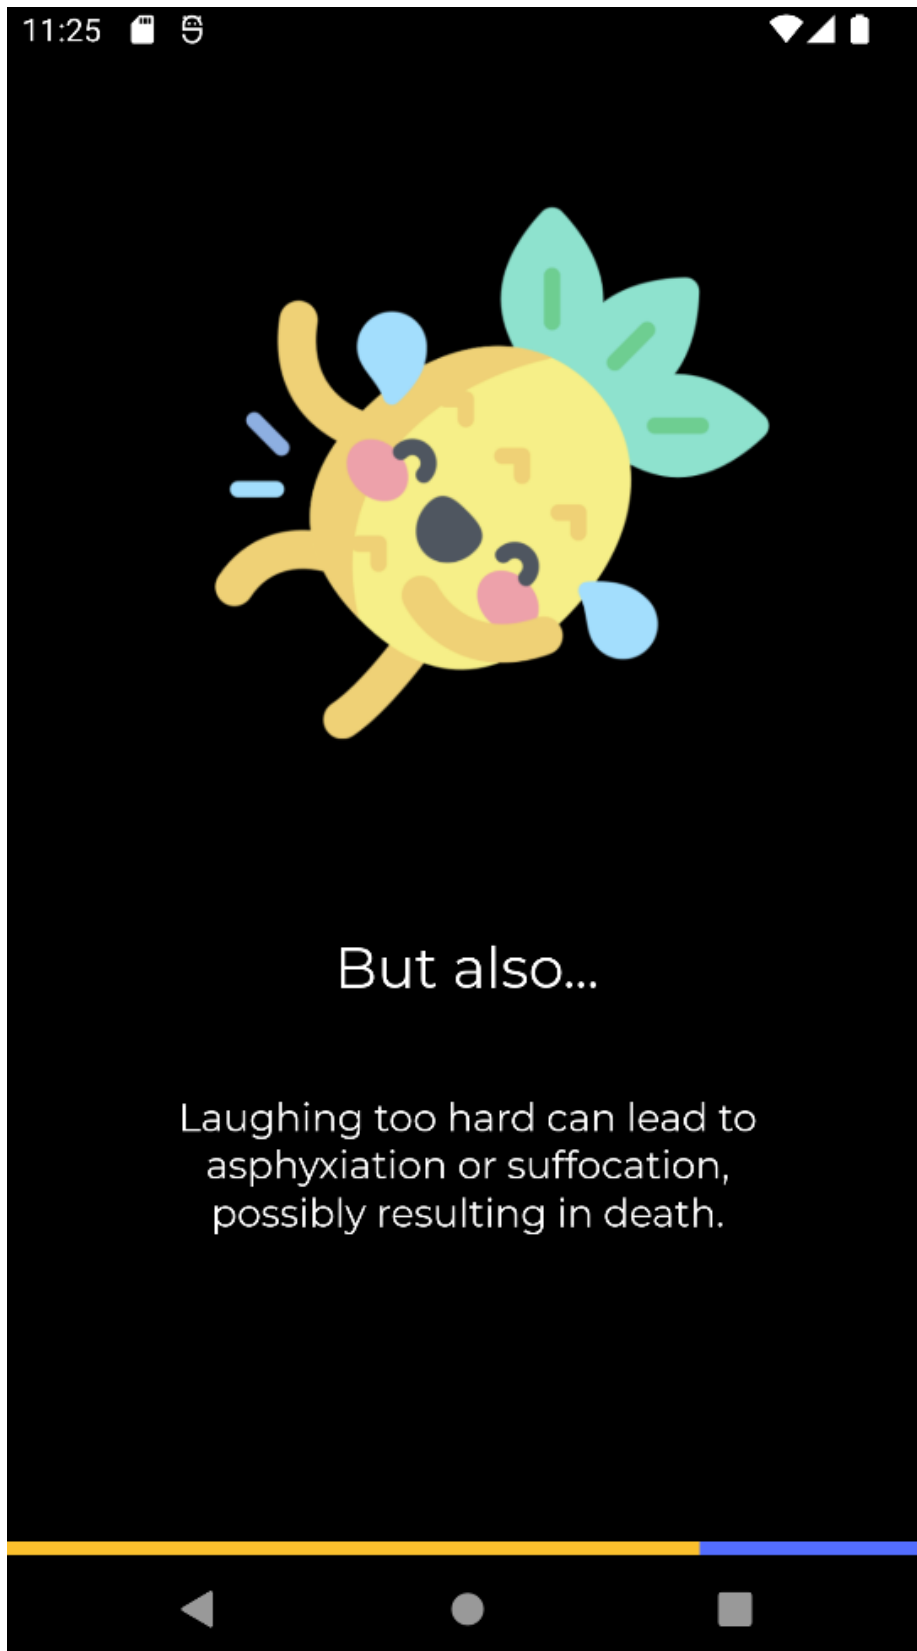 11:25
But also...
Laughing too hard can lead to
asphyxiation or suffocation,
possibly resulting in death.